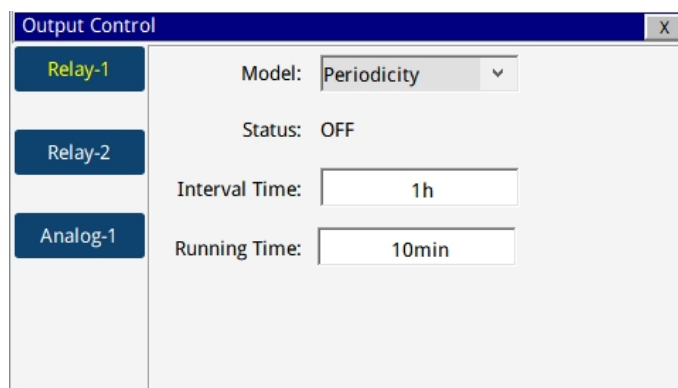 Output Control
X
Relay-1
Relay-2
Analog-1
Model: Periodicity
Status: OFF
Interval Time: 1h
Running Time: 10min